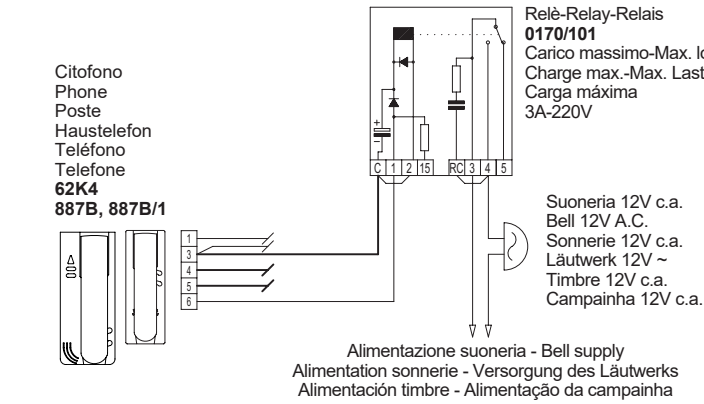 Relè-Relay-Relais
0170/101
Carico massimo-Max.
Charge max.-Max. Last
Carga máxima
3A-220V
Citofono
Phone
Poste
Haustelefon
Teléfono
Telefone
62K4
887B, 887B/1
+
–
C 1 2 15 RC 3 4 5
1
3
4
5
6
Suoneria 12V c.a.
Bell 12V A.C.
Sonnerie 12V c.a.
Läutwerk 12V ~
Timbre 12V c.a.
Campainha 12V c.a.
Alimentazione suoneria - Bell supply
Alimentation sonnerie - Versorgung des Läutwerks
Alimentación timbre - Alimentação da campainha